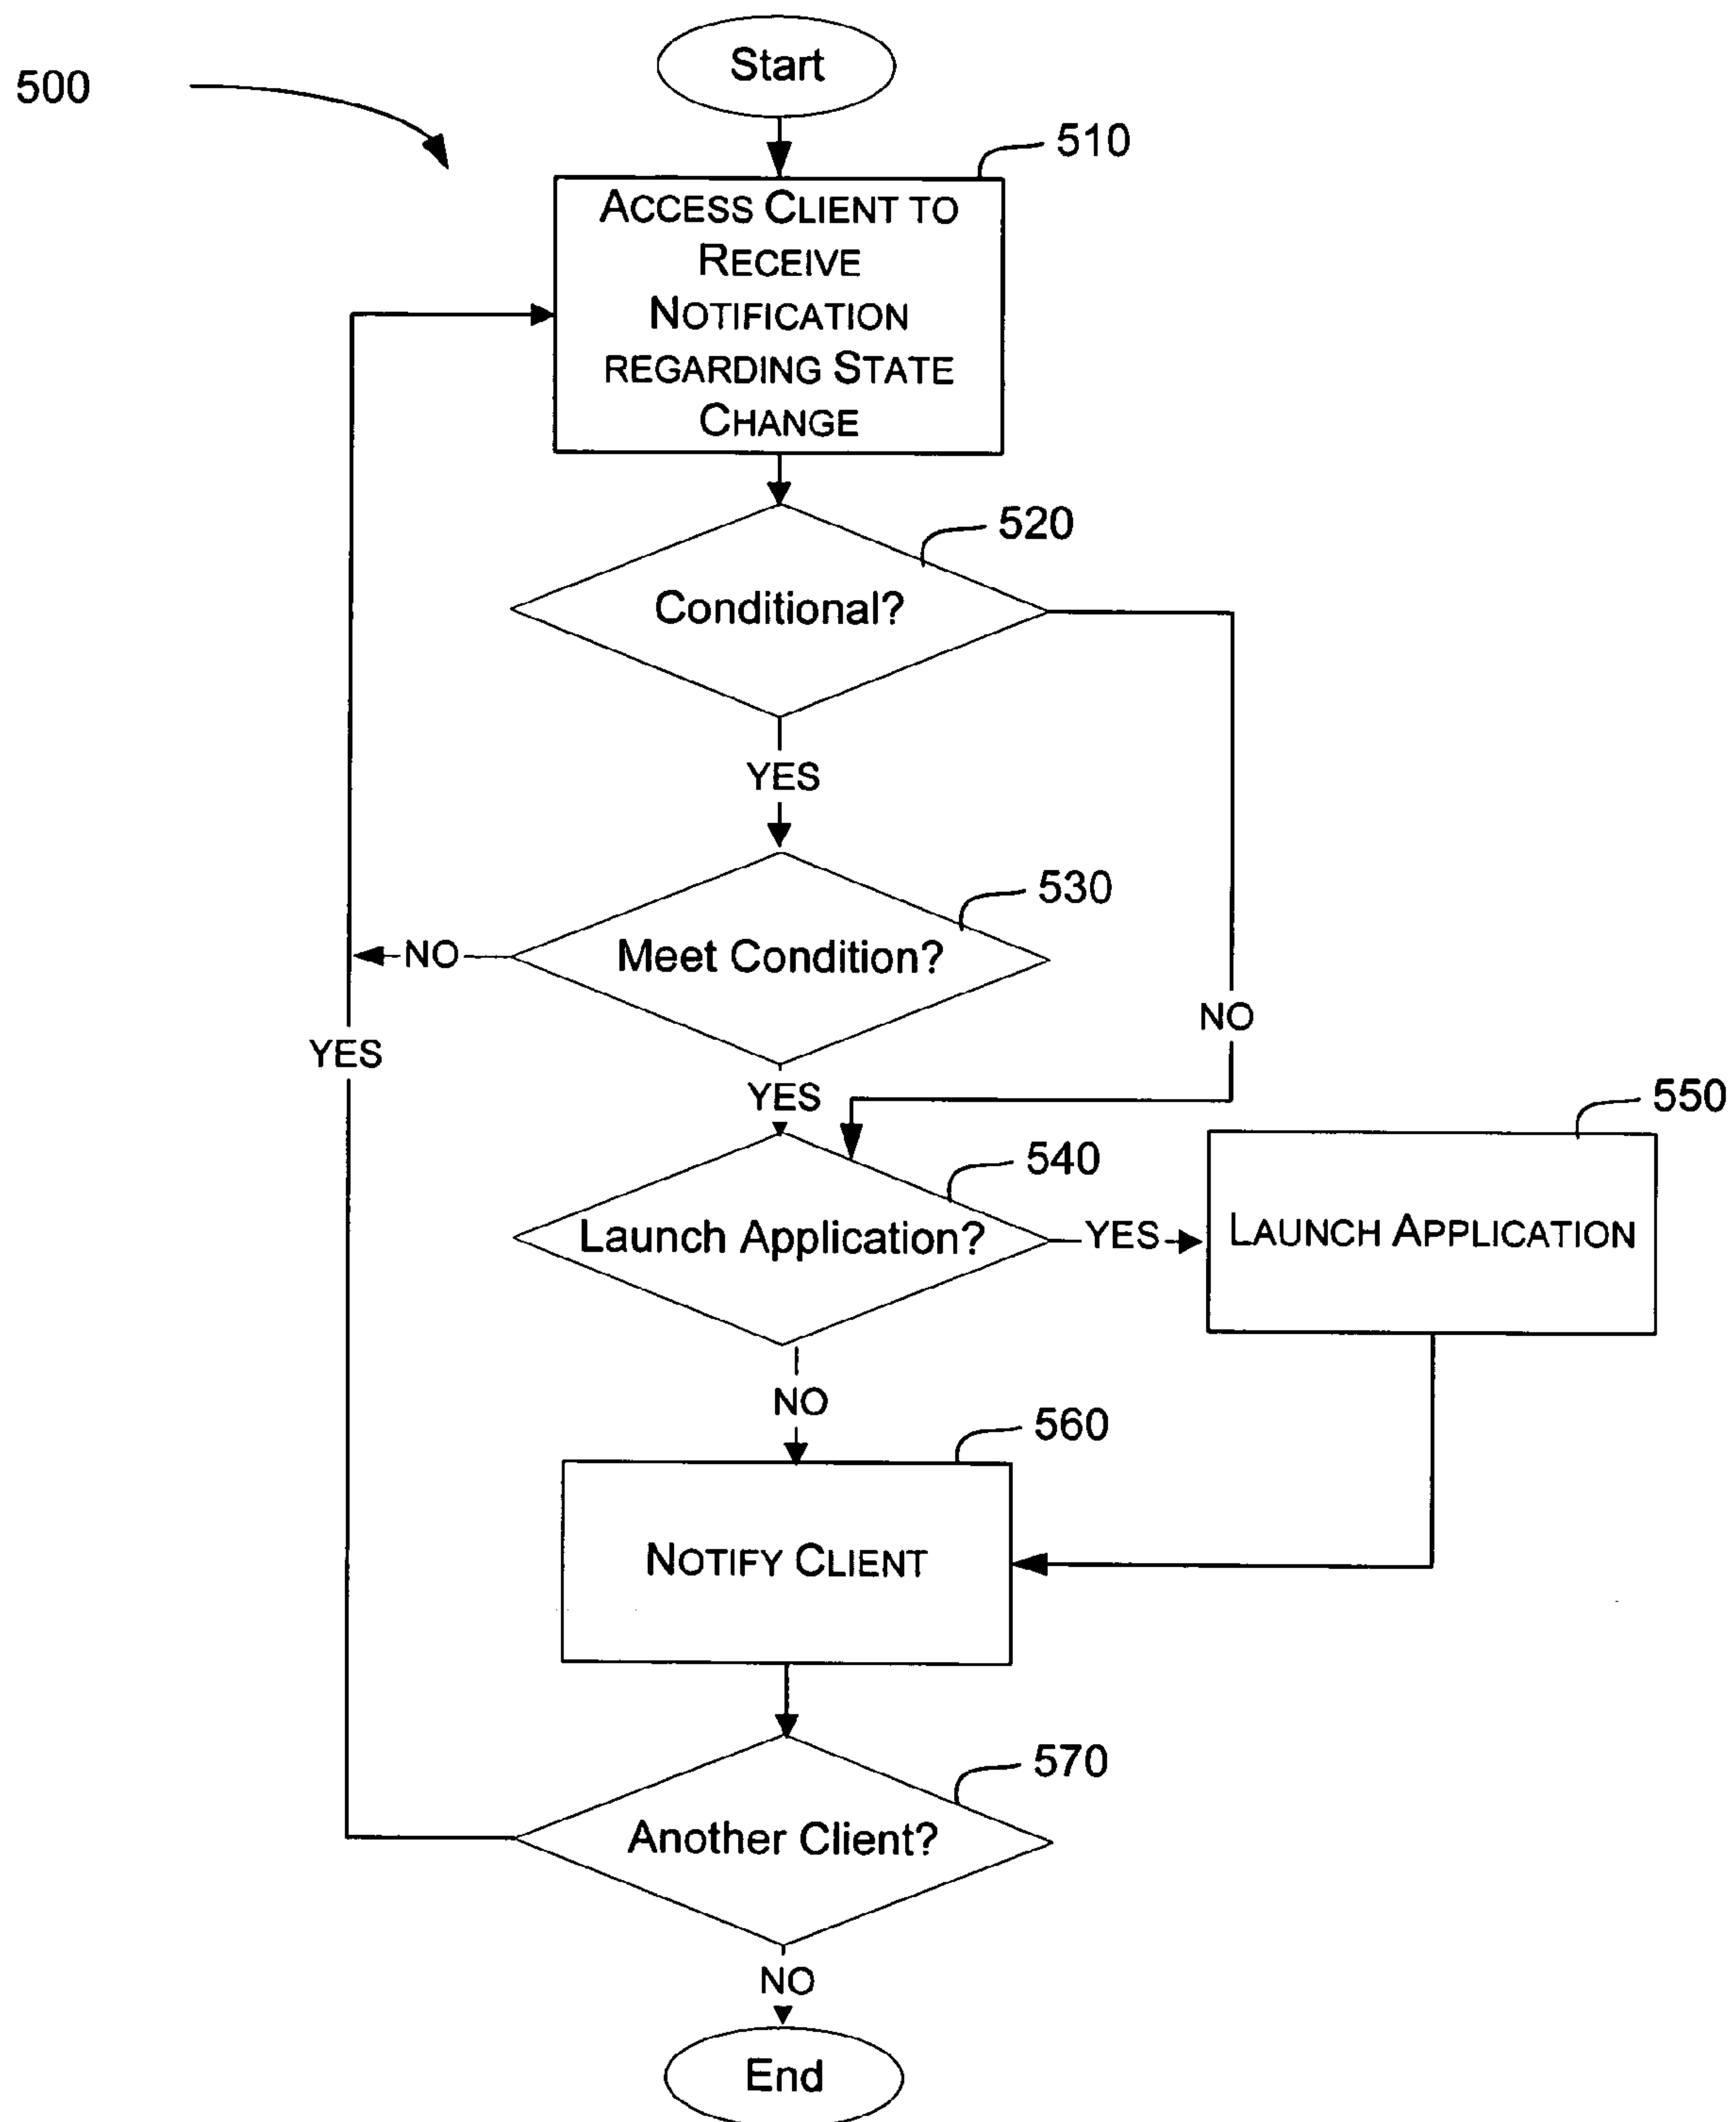 Start
500
510
ACCESS CLIENT TO
RECEIVE
NOTIFICATION
REGARDING STATE
CHANGE
520
Conditional?
YES
530
Meet Condition?
NO
NO
YES
YES
550
540
Launch Application?
YES
LAUNCH APPLICATION
NO
560
NOTIFY CLIENT
570
Another Client?
NO
End